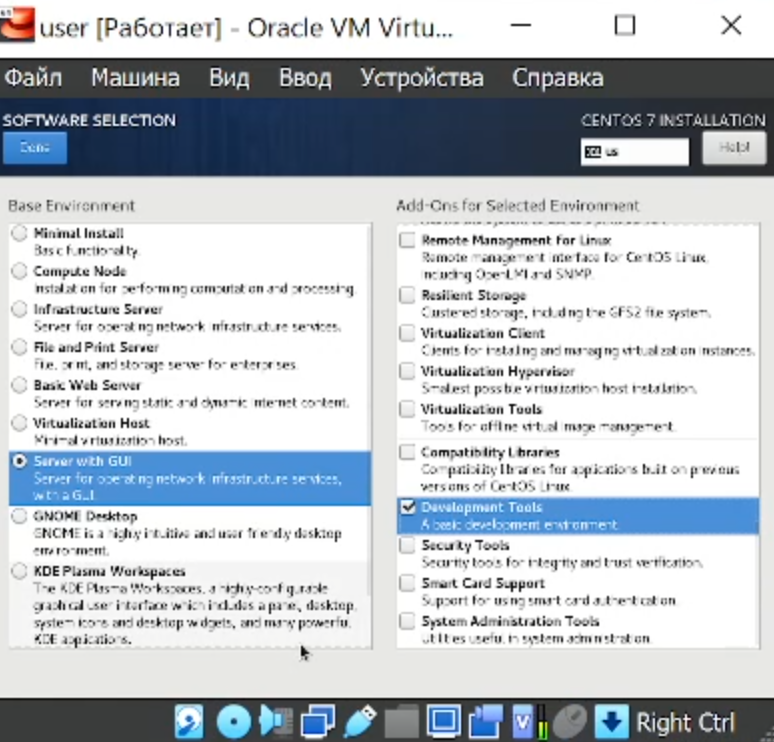 user [Работает] - Oracle VM Virtu...
Файл Машина Вид Ввод Устройства Справка
SOFTWARE SELECTION
Done
CENTOS 7 INSTALLATION
us
Help!
Base Environment
Minimal Install
Basic functionality.
Compute Node
Installation for performing computation and processing.
Infrastructure Server
Server for operating network infrastructure services.
File and Print Server
File, print, and storage server for enterprises.
Basic Web Server
Server for serving static and dynamic internet content.
Virtualization Host
Minimal virtualization host.
Server with GUI
Server for operating network infrastructure services,
with a GUI.
GNOME Desktop
GNOME is a highly intuitive and user friendly desktop
environment.
KDE Plasma Workspaces
The KDE Plasma Workspaces, a highly-configurable
graphical user interface which includes a panel, desktop,
system icons and desktop widgets, and many powerful
KDE applications.
Add-Ons for Selected Environment
Remote Management for Linux
Remote management interface for CentOS Linux,
including OpenLMI and SNMP.
Resilient Storage
Clustered storage, including the GFS2 file system.
Virtualization Client
Clients for installing and managing virtualization instances.
Virtualization Hypervisor
Smallest possible virtualization host installation.
Virtualization Tools
Tools for offline virtual image management.
Compatibility Libraries
Compatibility libraries for applications built on previous
versions of CentOS Linux.
Development Tools
A basic development environment.
Security Tools
Security tools for integrity and trust verification.
Smart Card Support
Support for using smart card authentication.
System Administration Tools
Utilities useful in system administration.
Right Ctrl